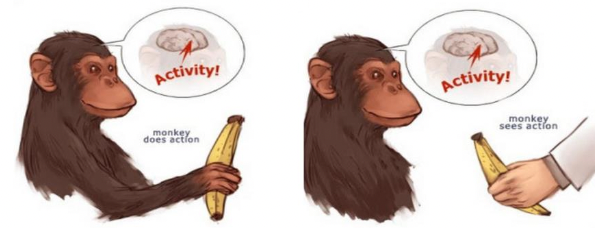 Activity!
monkey
does action
Activity!
monkey
sees action